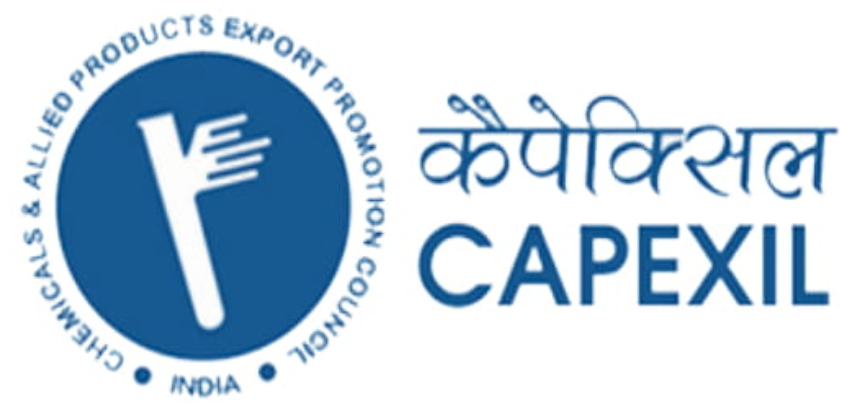 CHEMICALS & ALLIED PRODUCTS EXPORT PROMOTION COUNCIL
• INDIA •
कैपेक्सिल
CAPEXIL